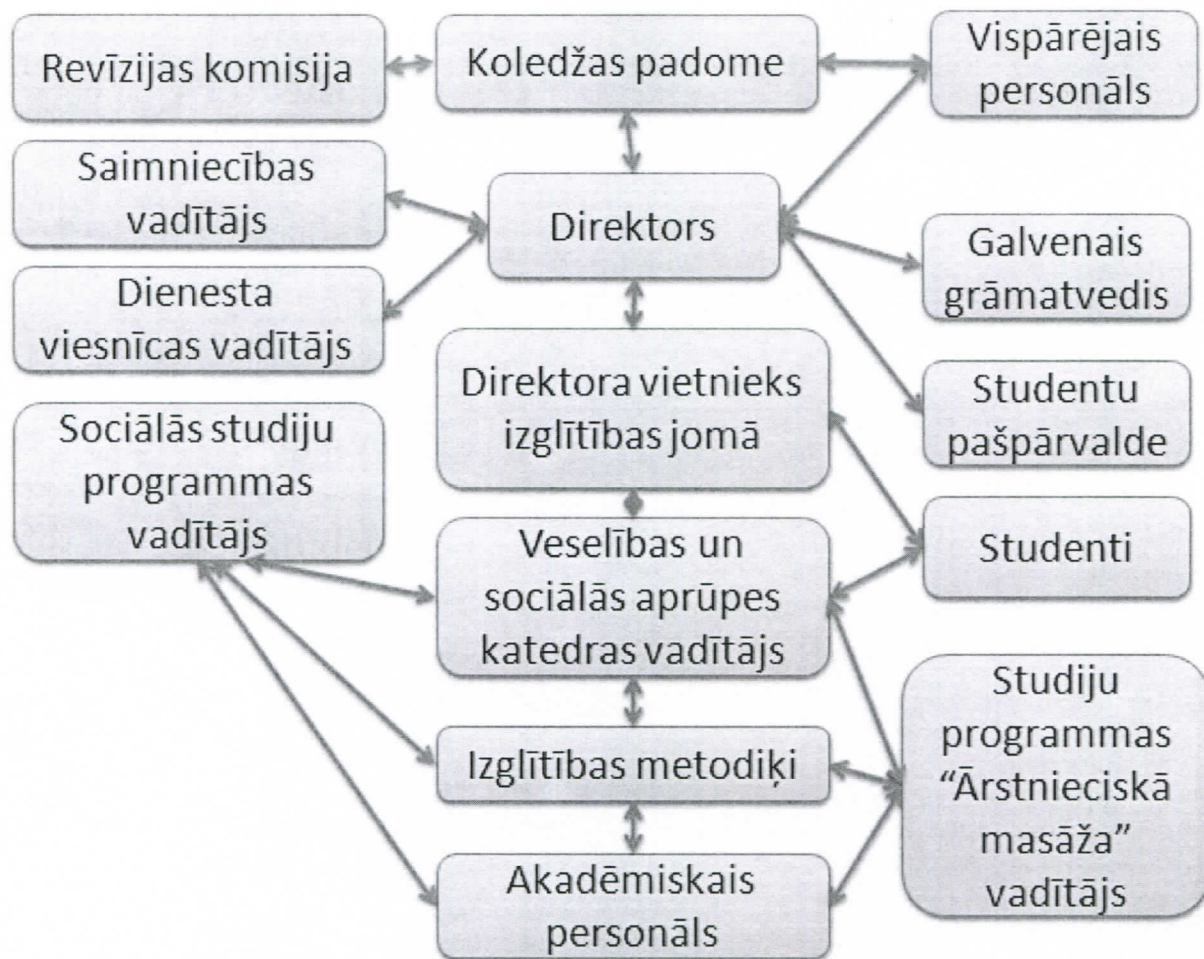 Revīzijas komisija
Koledžas padome
Vispārējais
personāls
Saimniecības
vadītājs
Direktors
Galvenais
grāmatvedis
Dienesta
viesnīcas vadītājs
Direktora vietnieks
izglītības jomā
Studentu
pašpārvalde
Sociālās studiju
programmas
vadītājs
Veselības un
sociālās aprūpes
katedras vadītājs
Studenti
Izglītības metodiķi
Studiju
programmas
“Ārstnieciskā
masāža”
vadītājs
Akadēmiskais
personāls